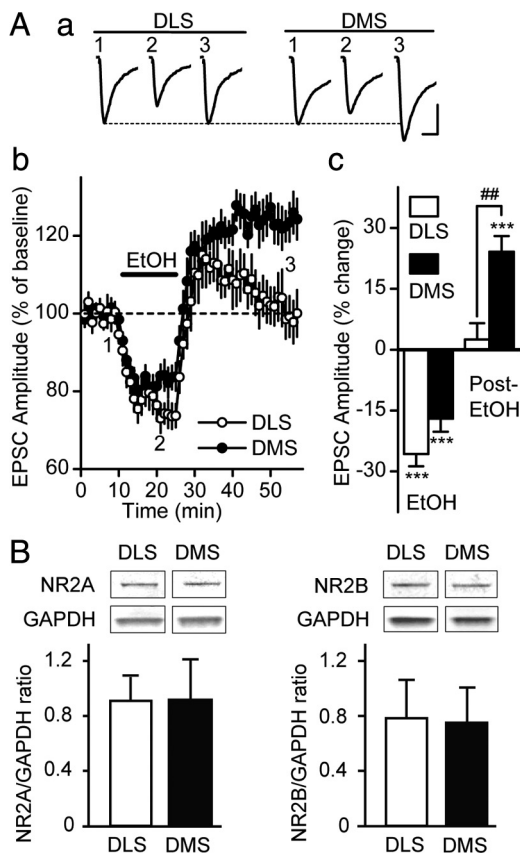 A a DLS DMS
1 2 3 1 2 3
b
EPSC Amplitude (% of baseline)
120
100
80
60
EtOH
1
2
3
DLS
DMS
0 10 20 30 40 50
Time (min)
c
EPSC Amplitude (% change)
30
15
0
-15
-30
DLS
DMS
##
***
Post-
EtOH
***
***
EtOH
B
DLS DMS
NR2A
GAPDH
NR2A/GAPDH ratio
1.2
0.8
0.4
0
DLS DMS
DLS DMS
NR2B
GAPDH
NR2B/GAPDH ratio
1.2
0.8
0.4
0
DLS DMS